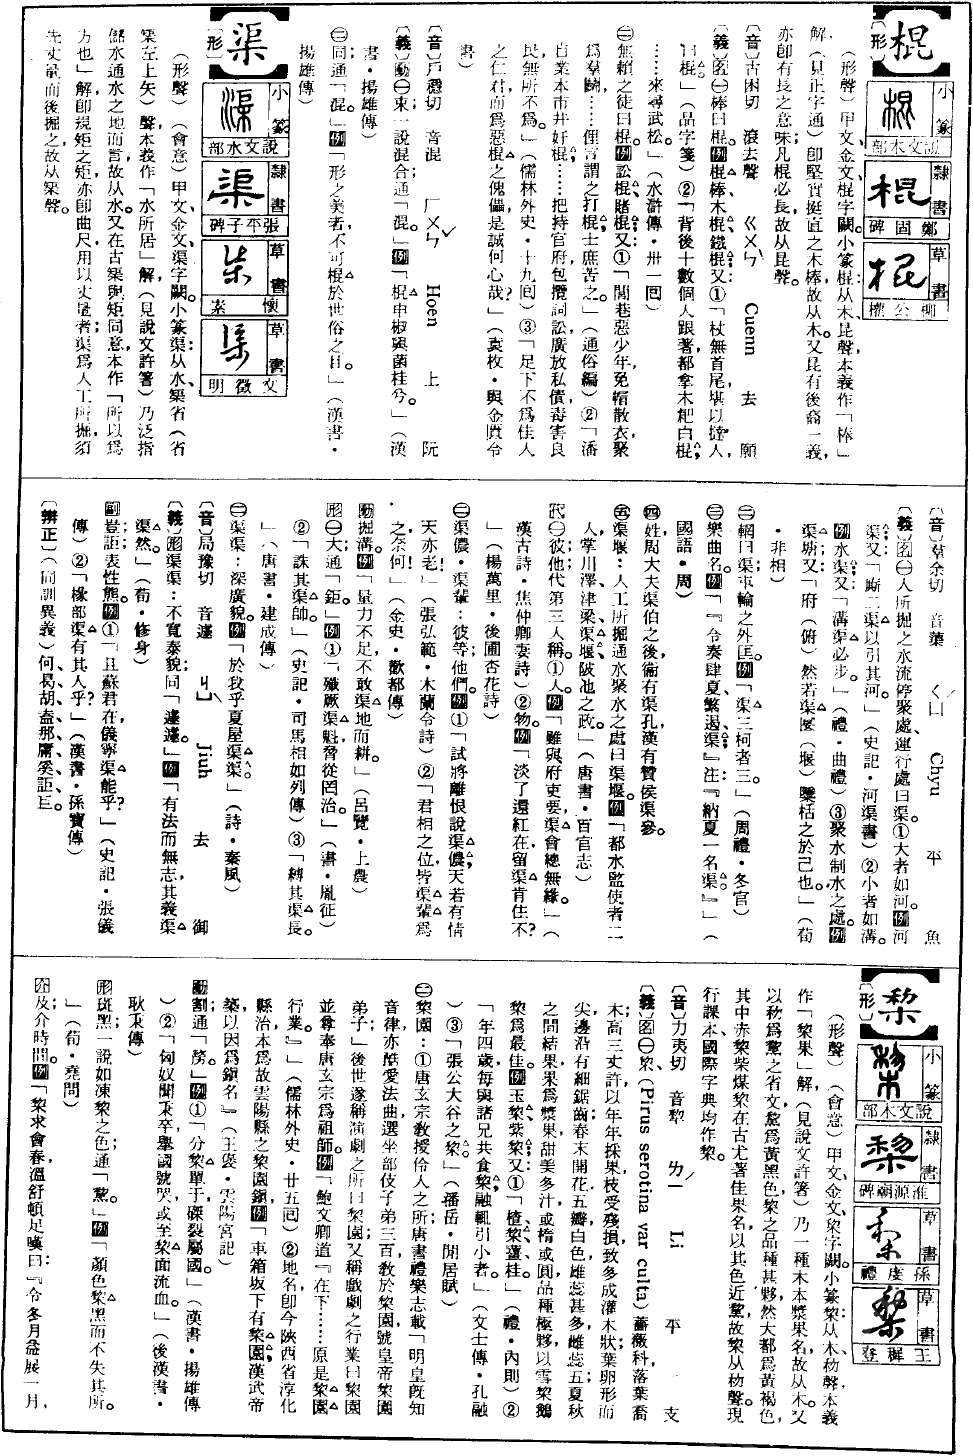 棍
〔形〕
小篆 說文木部
隸書 鄭固碑
草書 柳公權
（形聲）甲文金文棍字闕。小篆棍：从木，昆聲，本義作「棒」
解，（見正字通）即堅實挺直之木棒，故从木。又昆有後裔一義，
亦即有長之意味，凡棍必長，故从昆聲。
〔音〕古困切 滾去聲 ㄍㄨㄣˋ Cuenn 去 願
〔義〕名㊀棒曰棍。例棍棒、木棍、鐵棍。又：①「杖無首尾，堪以撻人，
曰棍。」（品字箋）②「背後十數個人跟著，都拿木杷白棍，
……來尋武松。」（水滸傳・卅一回）
㊁無賴之徒曰棍。例訟棍、賭棍。又：①「閭巷惡少年，免帽散衣，聚
爲羣鬭，……俚言謂之打棍，士庶苦之。」（通俗編）②「潘
自業本市井奸棍，……把持官府，包攬詞訟，廣放私債，毒害良
民，無所不爲。」（儒林外史・十九回）③「足下不爲佳人
之仁君，而爲惡棍之傀儡，是誠何心哉？」（袁枚・與金匱令
書）
〔音〕戶袞切 音混 ㄏㄨㄣˇ Hoen 上 阮
〔義〕動㊀束；一說混合；通「混。」例「棍申椒與菌桂兮。」（漢
書・揚雄傳）
㊁同；通「混。」例「形之美者，不可棍於世俗之目。」（漢書・
揚雄傳）
渠
〔形〕
小篆 說文水部
隸書 張平子碑
草書 懷素
草書 文徵明
（形聲）（會意）甲文金文渠字闕。小篆渠从水，榘省（省
榘左上矢）聲，本義作「水所居」解，（見說文許箸）乃泛指
儲水通水之地而言，故从水。又在古榘與矩同意，本作「所以爲
方也」解，即規矩之矩，亦即曲尺，用以丈量者；渠爲人工所掘，須
先丈量而後掘之，故从榘聲。
〔音〕羣余切 音蕖 ㄑㄩˊ Chyu 平 魚
〔義〕名㊀人所掘之水流停聚處、運行處曰渠。①大者如河。例河
渠。又：「廝二渠以引其河。」（史記・河渠書）②小者如溝。
例水渠。又：「溝渠必步。」（禮・曲禮）③聚水制水之處。例
渠塘。又：「府（俯）然若渠匽（堰）櫽栝之於己也。」（荀
・非相）
㊁輞曰渠；車輪之外匡。例「渠三柯者三。」（周禮・冬官）
㊂樂曲名。例「『令奏肆夏、繁遏、渠。』注：『納夏一名渠。』」（
國語・周）
㊃姓；周大夫渠伯之後，衞有渠孔，漢有贊侯渠參。
㊄渠堰：人工所掘通水聚水之處曰渠堰。例「都水監使者二
人，掌川澤、津梁、渠堰、陂池之政。」（唐書・百官志）
代㊀彼；他；代第三人稱。①人。例「雖與府吏要，渠會總無緣。」（
漢古詩・焦仲卿妻詩）②物。例「淡了還紅在，留渠肯住不？
」（楊萬里・後圃杏花詩）
㊁渠儂・渠輩：彼等；他們。例①「試將離恨說渠儂，天若有情
天亦老！」（張弘範・木蘭令詩）②「君相之位，皆渠輩爲
之，奈何！」（金史・歡都傳）
動掘溝。例「量力不足，不敢渠地而耕。」（呂覽・上農）
形㊀大；通「鉅。」例①「殲厥渠魁，脅從罔治。」（書・胤征）
②「誅其渠帥。」（史記・司馬相如列傳）③「縛其渠長。
」（唐書・建成傳）
㊁渠渠：深廣貌。例「於我乎夏屋渠渠。」（詩・秦風）
〔音〕局豫切 音遽 ㄐㄩˋ Jiuh 去 御
〔義〕形渠渠：不寬泰貌；同「遽遽。」例「有法而無志其義，渠
渠然。」（荀・修身）
副豈；詎；表性態。例①「且蘇君在，儀寧渠能乎？」（史記・張儀
傳）②「掾部渠有其人乎？」（漢書・孫寶傳）
〔辨正〕（同訓異義）何、曷、胡、盍、那、庸、奚、詎、巨。
棃
〔形〕
小篆 說文木部
隸書 淮源廟碑
草書 孫虔禮
草書 王穉登
（形聲）（會意）甲文金文棃字闕。小篆棃：从木，𥝢聲，本義
作「棃果」解，（見說文許箸）乃一種木本漿果名，故从木。又
以𥝢爲黧之省文，黧爲黃黑色，棃之品種甚夥，然大都爲黃褐色，
其中赤棃、柴煤棃，在古尤著佳果名，以其色近黧，故棃从𥝢聲。現
行課本、國際字典均作棃。
〔音〕力夷切 音犂 ㄌㄧˊ Li 平 支
〔義〕名㊀棃（Pirus serotina var culta）薔薇科，落葉喬
木；高三丈許，以年年採果，枝受殘損，致多成灌木狀；葉卵形而
尖，邊沿有細鋸齒；春末開花，五瓣白色，雄蕊甚多，雌蕊五；夏秋
之間結果，果爲漿果，甜美多汁，或橢或圓，品種極夥，以雪棃、鵝
棃爲最佳。例玉棃、紫棃。又：①「楂棃薑桂。」（禮・內則）②
「年四歲，每與諸兄共食棃，融輒引小者。」（文士傳・孔融
）③「張公大谷之棃。」（潘岳・閒居賦）
㊁棃園：①唐玄宗敎授伶人之所；唐書禮樂志載「明皇旣知
音律，亦酷愛法曲，選坐部伎子弟三百，敎於棃園，號皇帝棃園
弟子」；後世遂稱演劇之所曰棃園；又稱戲劇之行業曰棃園，
並尊奉唐玄宗爲祖師。例「鮑文卿道：『在下……原是棃園
行業。』」（儒林外史・廿五回）②地名，即今陝西省淳化
縣治，本爲故雲陽縣之棃園鎭。例「『車箱坂下有棃園，漢武帝
築，以因爲鎭名。』（王褒・雲陽宮記）
動割；通「剺。」例①「分棃單于，磔裂屬國。」（漢書・揚雄傳
）②「匈奴聞秉卒，舉國號哭，或至棃面流血。」（後漢書・
耿秉傳）
形斑黑；一說如凍棃之色；通「黧。」例「顏色棃黑而不失其所。
」（荀・堯問）
介及；介時間。例「棃求會春，溫舒頓足嘆曰：『令冬月益展一月，